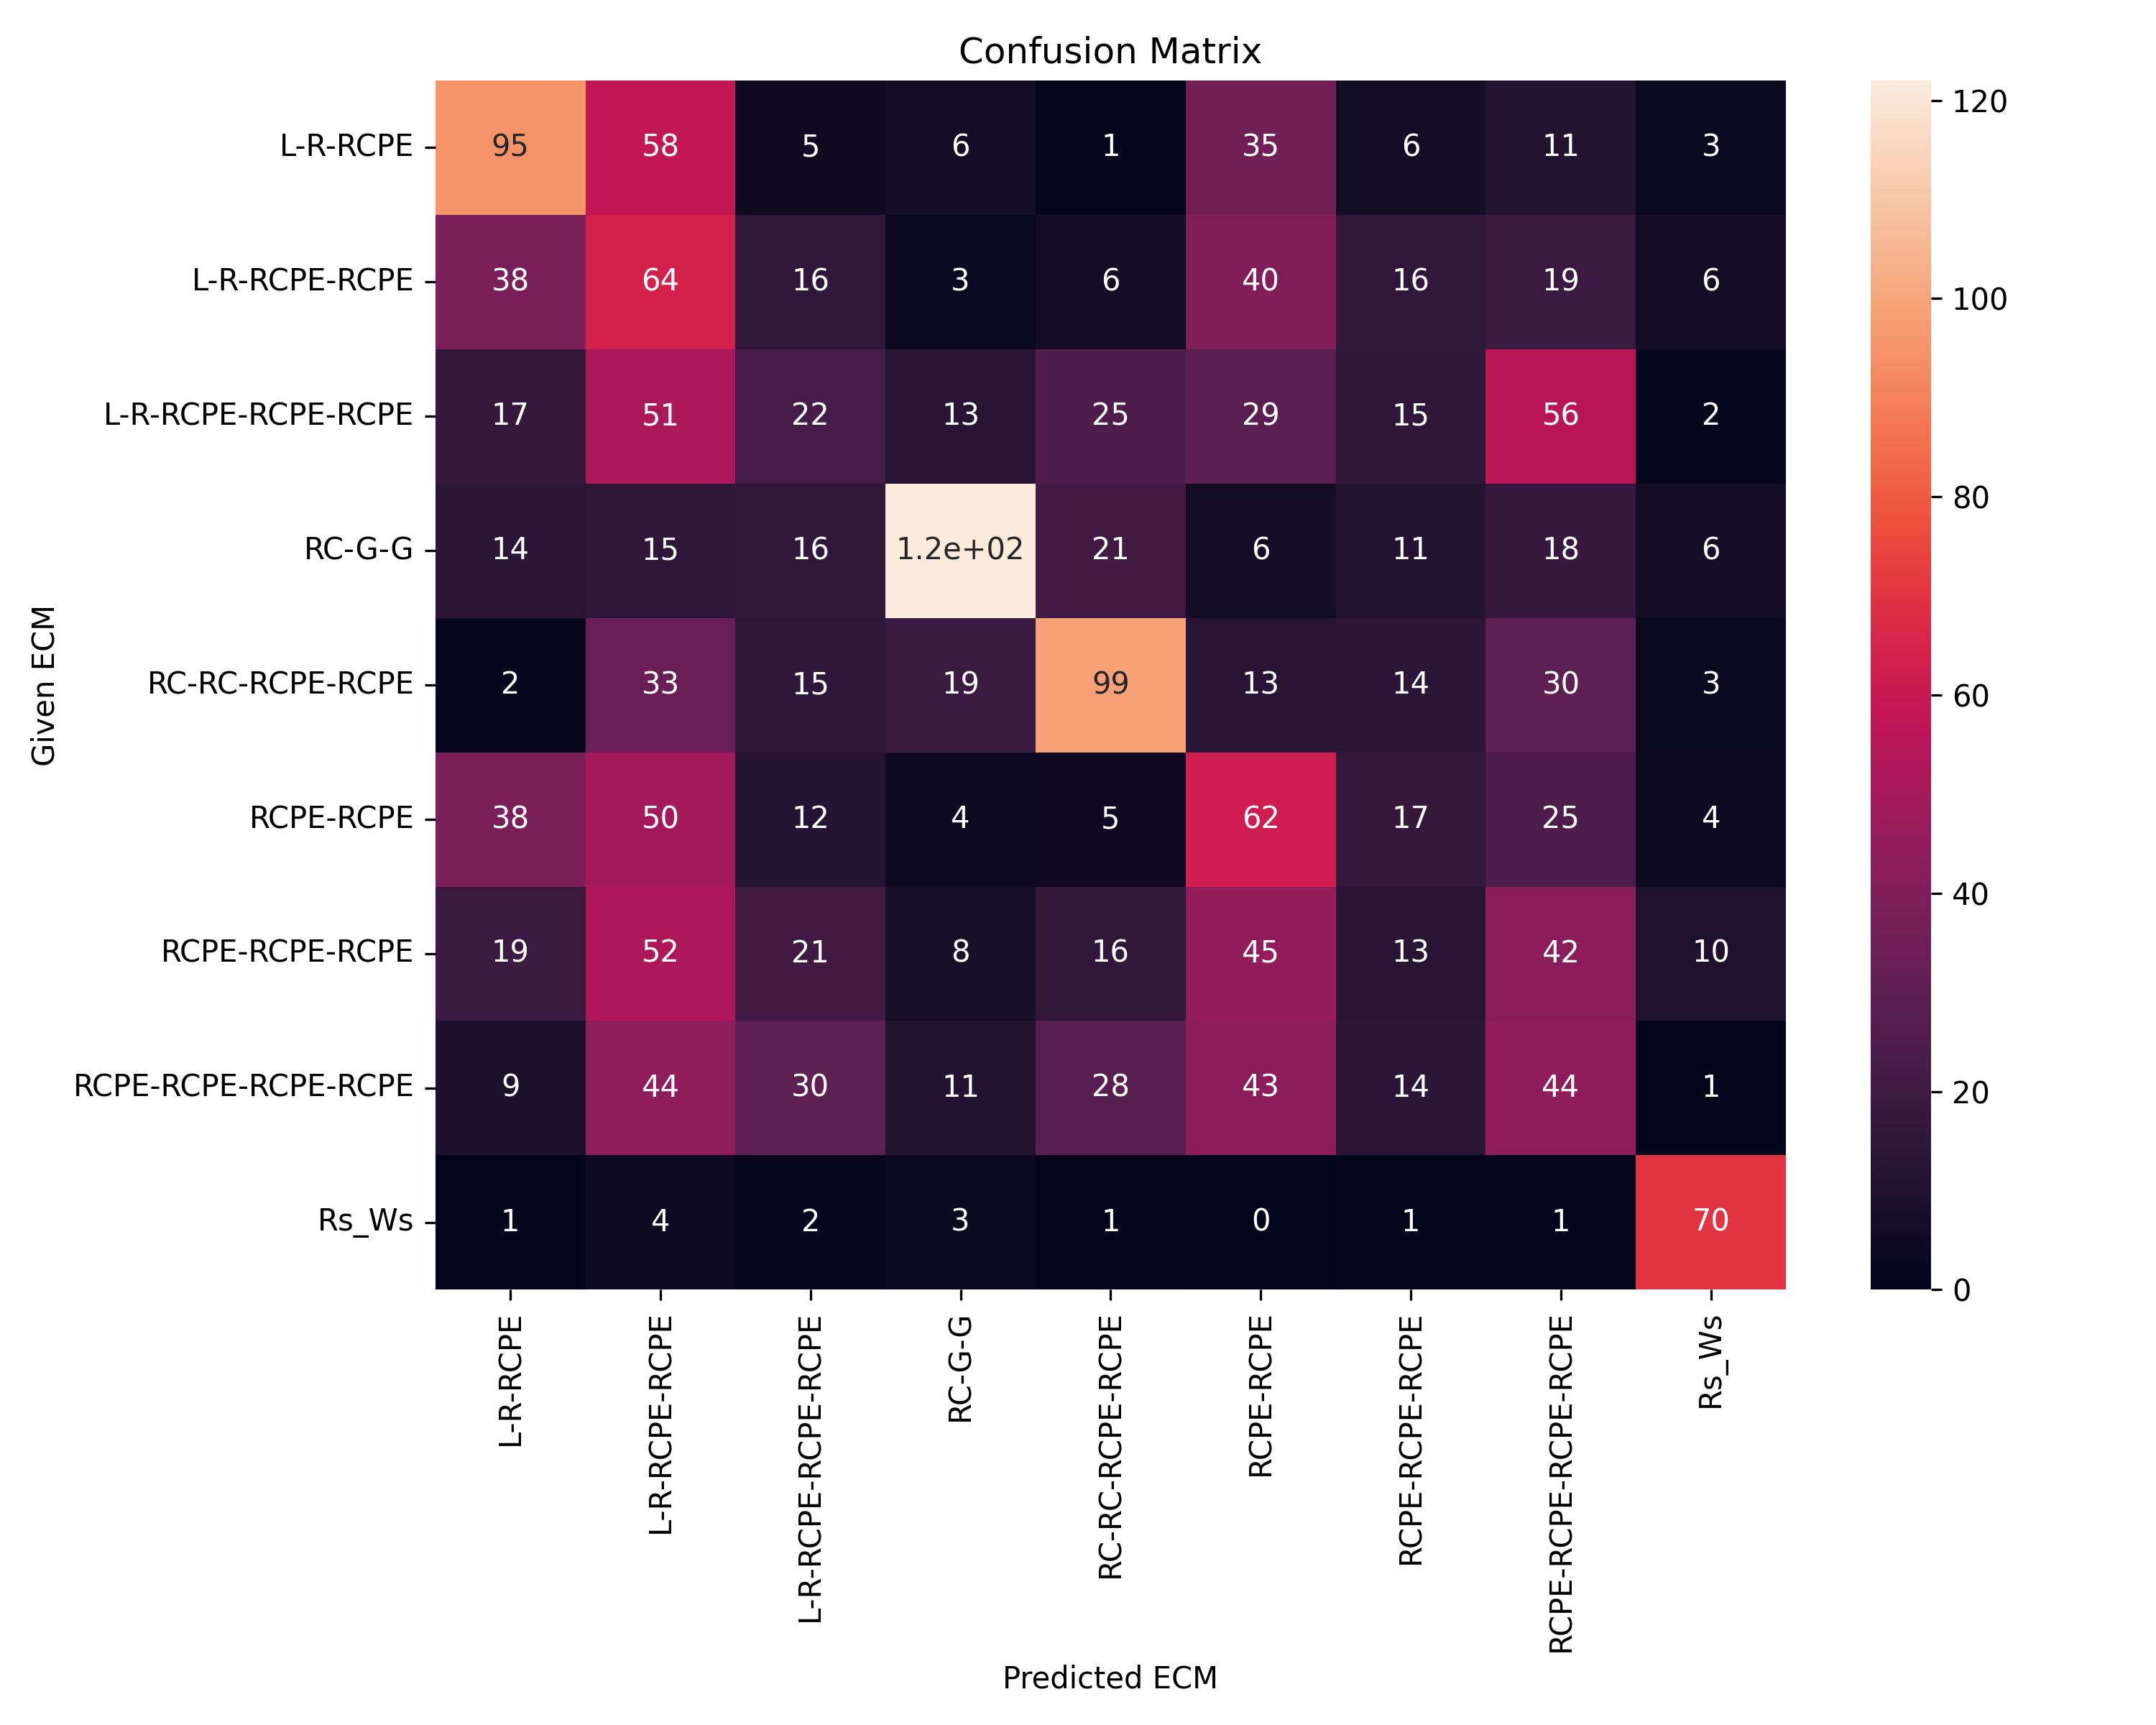 Confusion Matrix
L-R-RCPE 95 58 5 6 1 35 6 11 3
L-R-RCPE-RCPE 38 64 16 3 6 40 16 19 6
L-R-RCPE-RCPE-RCPE 17 51 22 13 25 29 15 56 2
RC-G-G 14 15 16 1.2e+02 21 6 11 18 6
RC-RC-RCPE-RCPE 2 33 15 19 99 13 14 30 3
RCPE-RCPE 38 50 12 4 5 62 17 25 4
RCPE-RCPE-RCPE 19 52 21 8 16 45 13 42 10
RCPE-RCPE-RCPE-RCPE 9 44 30 11 28 43 14 44 1
Rs_Ws 1 4 2 3 1 0 1 1 70
Given ECM
L-R-RCPE
L-R-RCPE-RCPE
L-R-RCPE-RCPE-RCPE
RC-G-G
RC-RC-RCPE-RCPE
RCPE-RCPE
RCPE-RCPE-RCPE
RCPE-RCPE-RCPE-RCPE
Rs_Ws
Predicted ECM
120
100
80
60
40
20
0